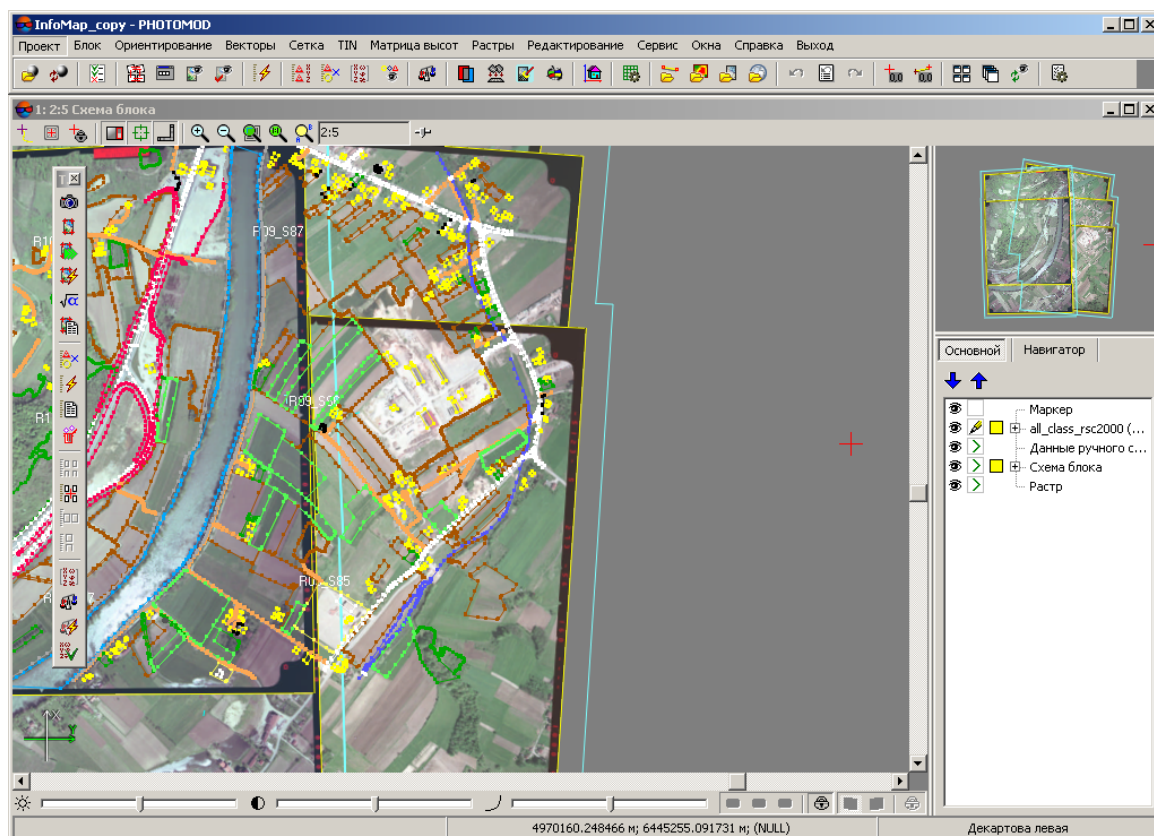 InfoMap_copy - PHOTOMOD
Проект Блок Ориентирование Векторы Сетка TIN Матрица высот Растры Редактирование Сервис Окна Справка Выход
1: 2:5 Схема блока
2:5
R09_S87
Основной Навигатор
Маркер
all_class_rsc2000 (...
Данные ручного с...
Схема блока
Растр
4970160.248466 м; 6445255.091731 м; (NULL)
Декартова левая